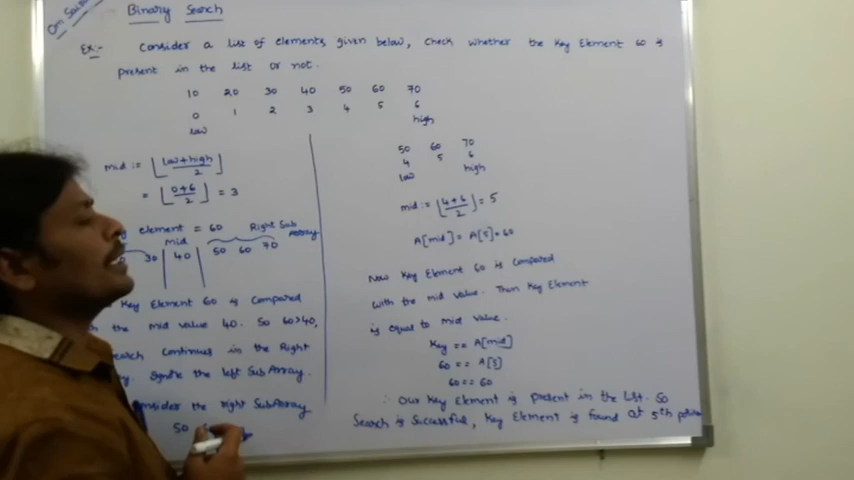 Om Sai
Binary Search
Ex:- Consider a list of elements given below, check whether the Key Element 60 is
present in the list or not.
10 20 30 40 50 60 70
0 1 2 3 4 5 6
low high
mid := ⌊low+high/2⌋
= ⌊0+6/2⌋ = 3
element = 60 Right Sub
Array
mid
30 | 40 | 50 60 70
Key Element 60 is Compared
the mid value 40. So 60>40,
Search continues in the Right
Ignore the left SubArray.
Consider the right SubArray
50
50 60 70
4 5 6
low high
mid := ⌊4+6/2⌋ = 5
A[mid] = A[5] = 60
Now Key Element 60 is Compared
with the mid value. Then Key Element
is equal to mid value.
Key == A[mid]
60 == A[5]
60 == 60
∴ Our Key Element is present in the List. So
Search is Successful, Key Element is found at 5th